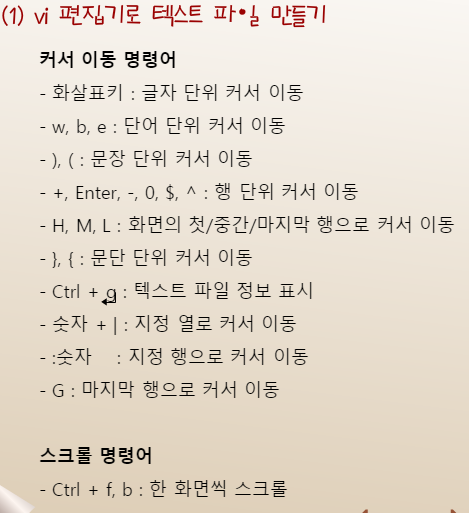 (1) vi 편집기로 텍스트 파일 만들기
커서 이동 명령어
- 화살표키 : 글자 단위 커서 이동
- w, b, e : 단어 단위 커서 이동
- ), ( : 문장 단위 커서 이동
- +, Enter, -, 0, $, ^ : 행 단위 커서 이동
- H, M, L : 화면의 첫/중간/마지막 행으로 커서 이동
- }, { : 문단 단위 커서 이동
- Ctrl + g : 텍스트 파일 정보 표시
- 숫자 + | : 지정 열로 커서 이동
- :숫자 : 지정 행으로 커서 이동
- G : 마지막 행으로 커서 이동
스크롤 명령어
- Ctrl + f, b : 한 화면씩 스크롤